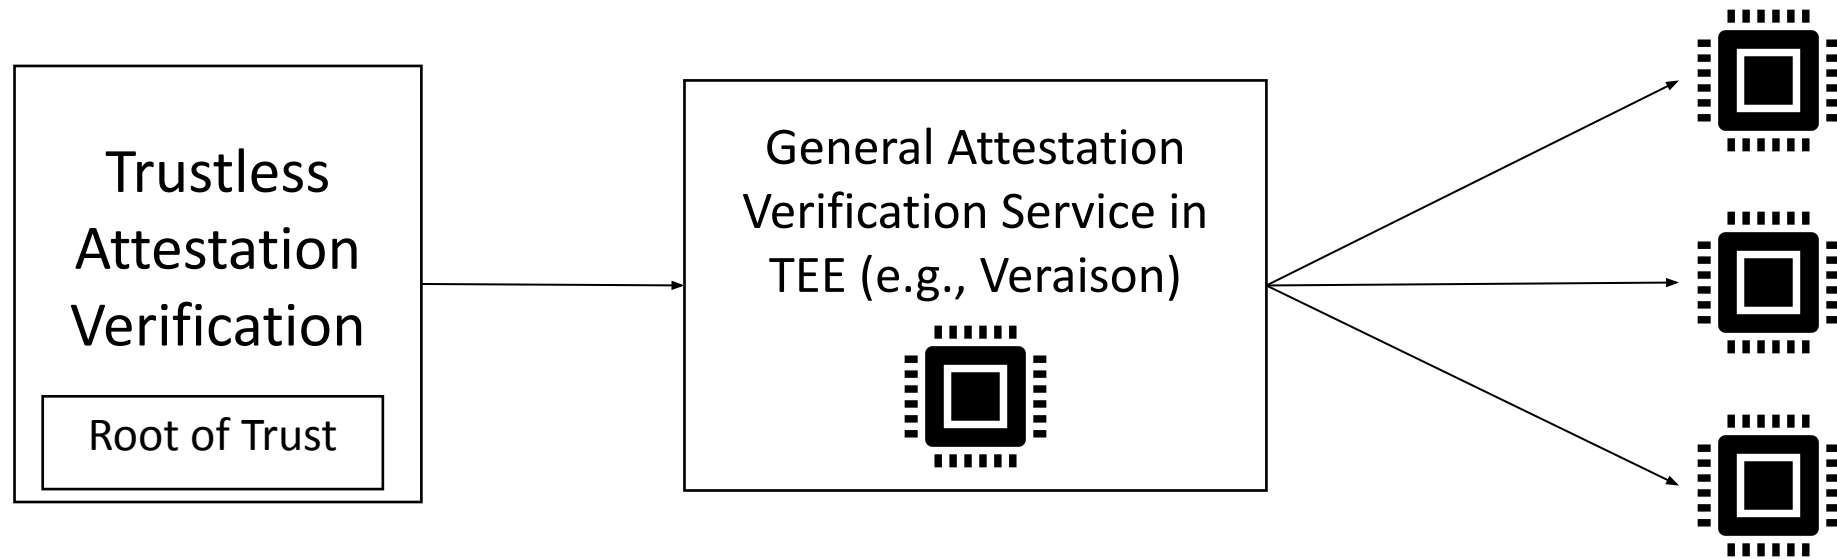 Trustless
Attestation
Verification
Root of Trust
General Attestation
Verification Service in
TEE (e.g., Veraison)